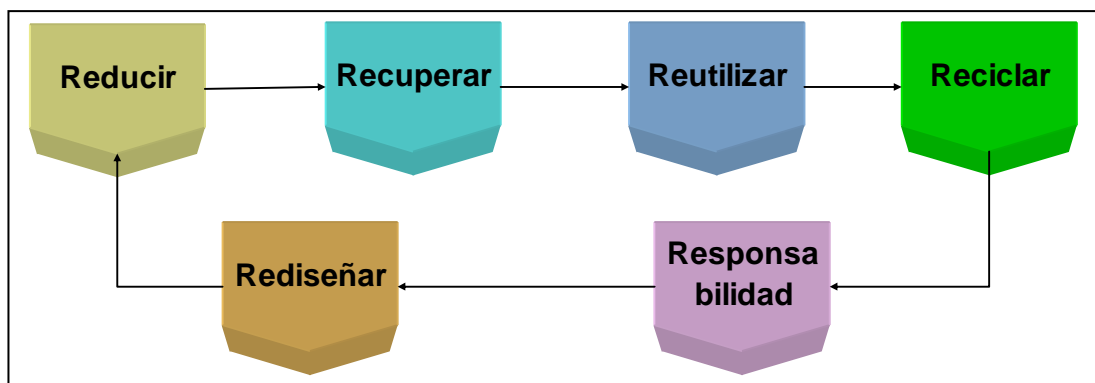 Reducir
Recuperar
Reutilizar
Reciclar
Rediseñar
Responsa
bilidad